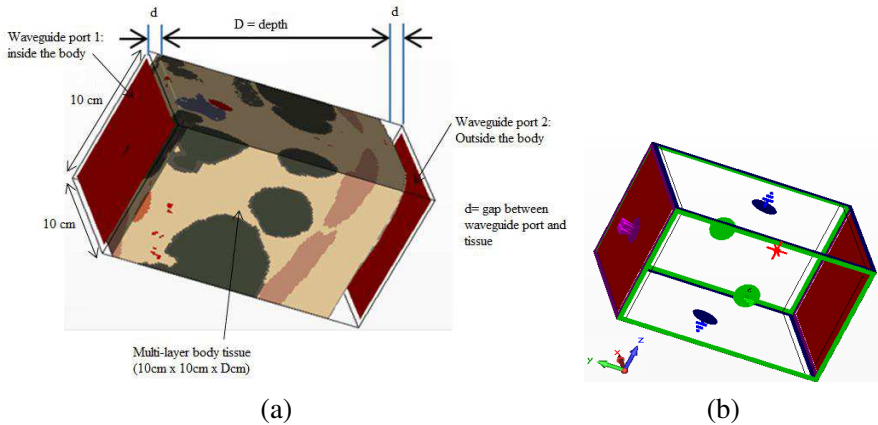 d
D = depth
d
Waveguide port 1:
inside the body
10 cm
10 cm
Waveguide port 2:
Outside the body
d= gap between
waveguide port and
tissue
Multi-layer body tissue
(10cm x 10cm x Dcm)
(a)
y
x
z
(b)